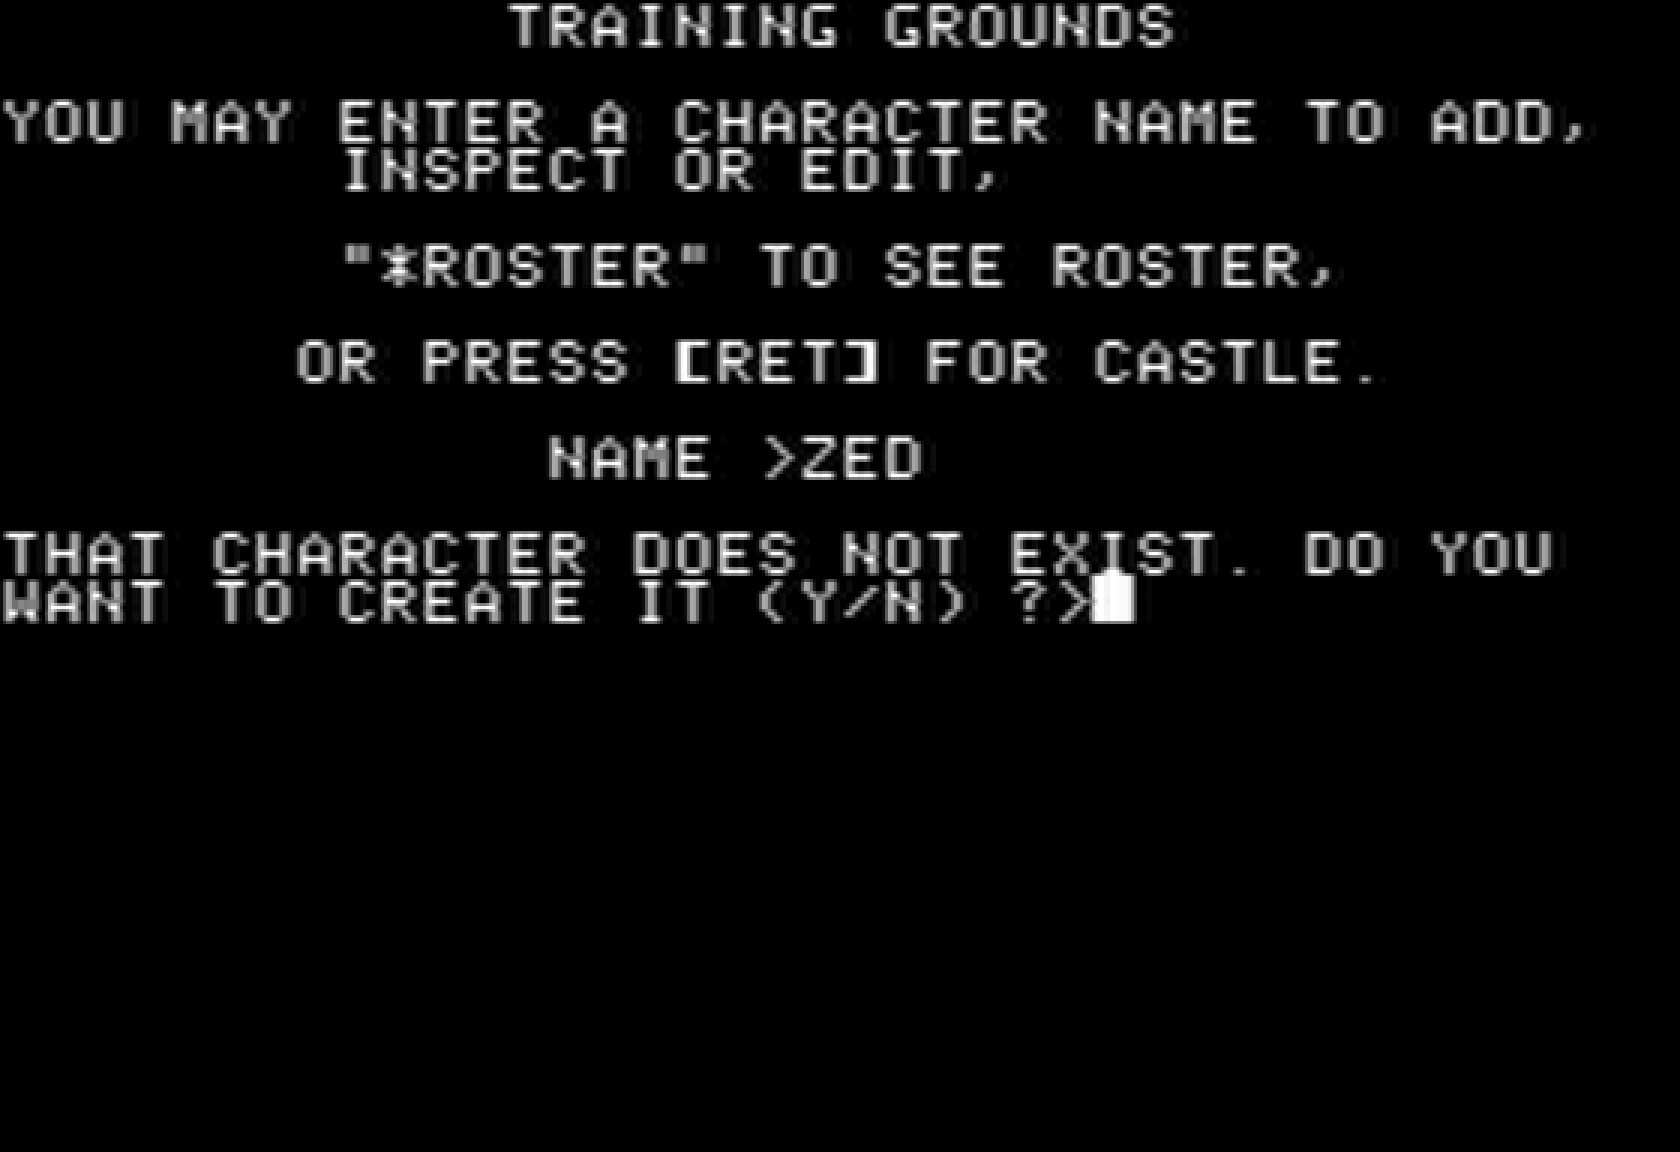 TRAINING GROUNDS
YOU MAY ENTER A CHARACTER NAME TO ADD,
INSPECT OR EDIT,
"*ROSTER" TO SEE ROSTER,
OR PRESS [RET] FOR CASTLE.
NAME >ZED
THAT CHARACTER DOES NOT EXIST. DO YOU
WANT TO CREATE IT (Y/N) ?>